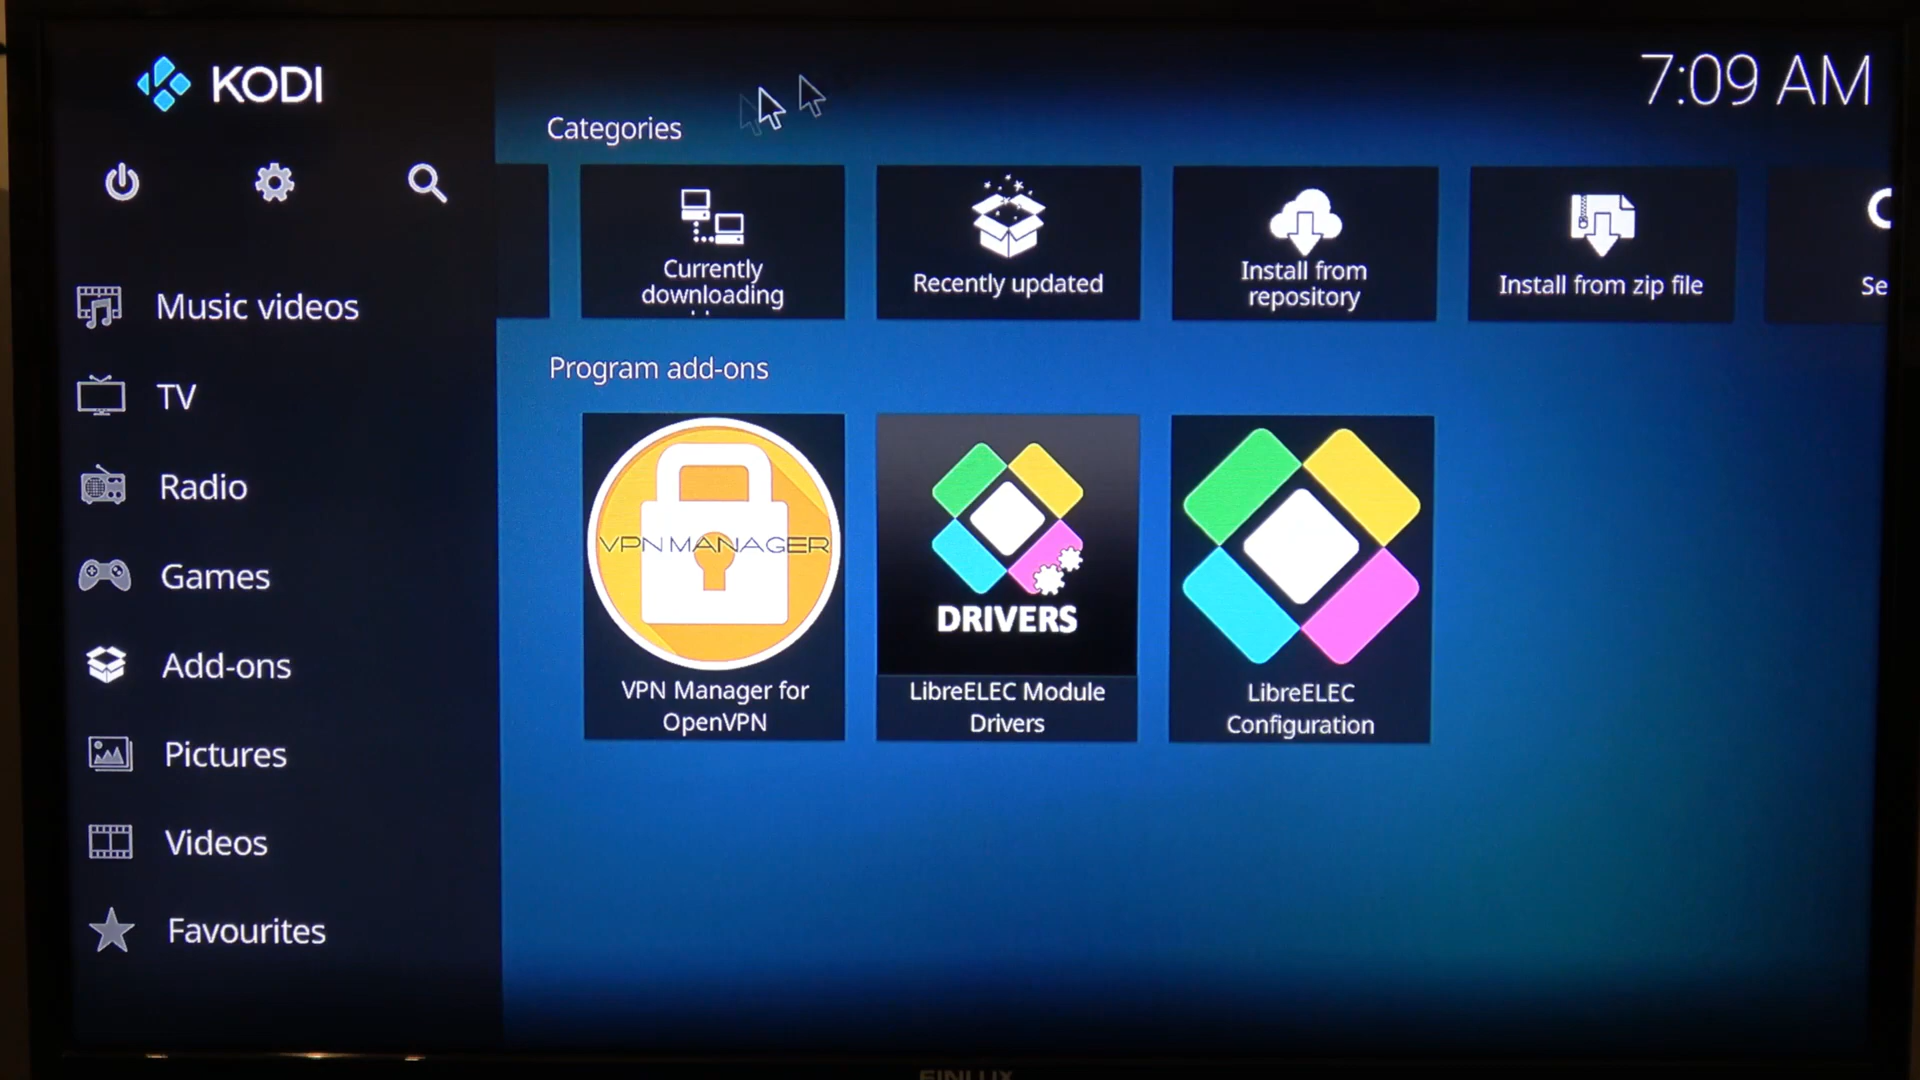 KODI
7:09 AM
Categories
Currently
downloading
Recently updated
Install from
repository
Install from zip file
Se
Music videos
TV
Radio
Games
Add-ons
Pictures
Videos
Favourites
Program add-ons
VPN MANAGER
VPN Manager for
OpenVPN
DRIVERS
LibreELEC Module
Drivers
LibreELEC
Configuration
FINLUX